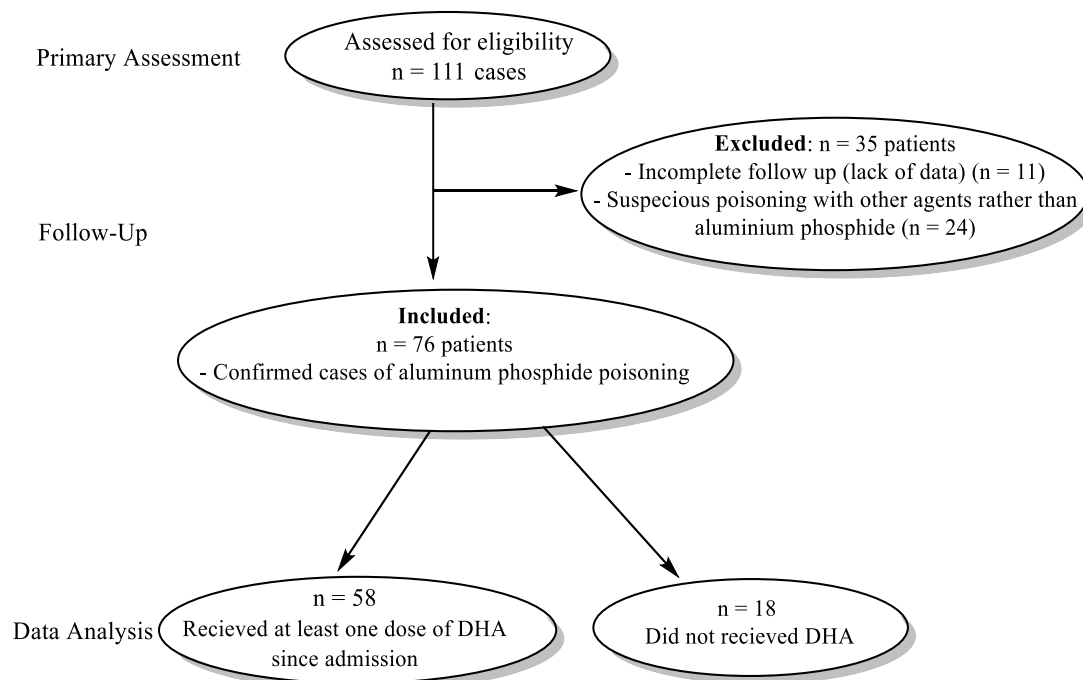 Primary Assessment
Assessed for eligibility
n = 111 cases
Excluded: n = 35 patients
- Incomplete follow up (lack of data) (n = 11)
- Suspecious poisoning with other agents rather than
aluminium phosphide (n = 24)
Follow-Up
Included:
n = 76 patients
- Confirmed cases of aluminum phosphide poisoning
Data Analysis
n = 58
Recieved at least one dose of DHA
since admission
n = 18
Did not recieved DHA